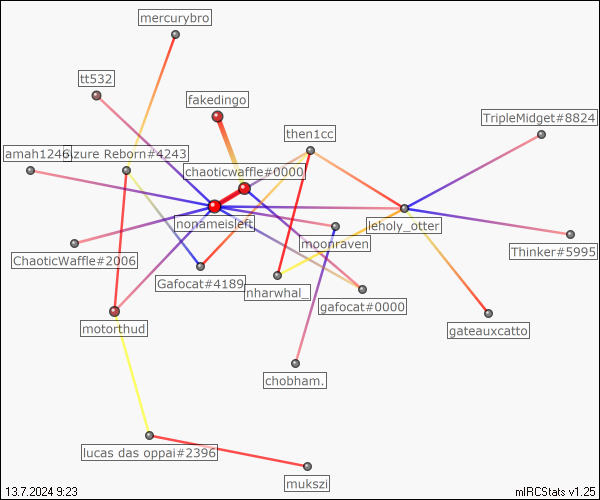 mercurybro
tt532
fakedingo
TripleMidget#8824
then1cc
amah1246
zure Reborn#4243
chaoticwaffle#0000
nonameisleft
leholy_otter
moonraven
ChaoticWaffle#2006
Thinker#5995
Gafocat#4189
nharwhal_
gafocat#0000
motorthud
gateauxcatto
chobham.
lucas das oppai#2396
mukszi
13.7.2024 9:23
mIRCStats v1.25